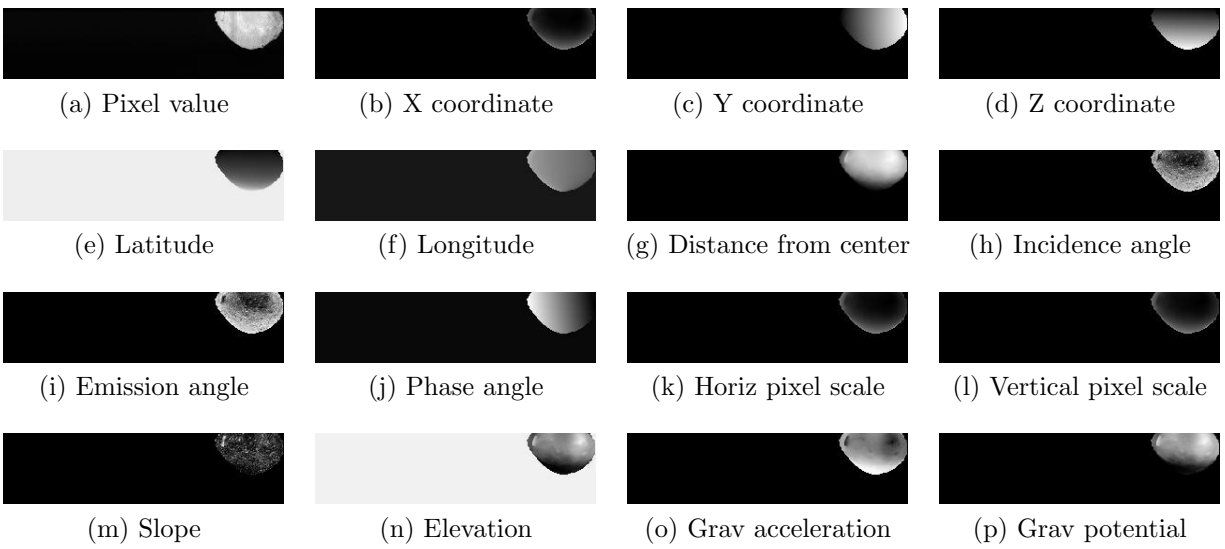 (a) Pixel value
(b) X coordinate
(c) Y coordinate
(d) Z coordinate
(e) Latitude
(f) Longitude
(g) Distance from center
(h) Incidence angle
(i) Emission angle
(j) Phase angle
(k) Horiz pixel scale
(l) Vertical pixel scale
(m) Slope
(n) Elevation
(o) Grav acceleration
(p) Grav potential